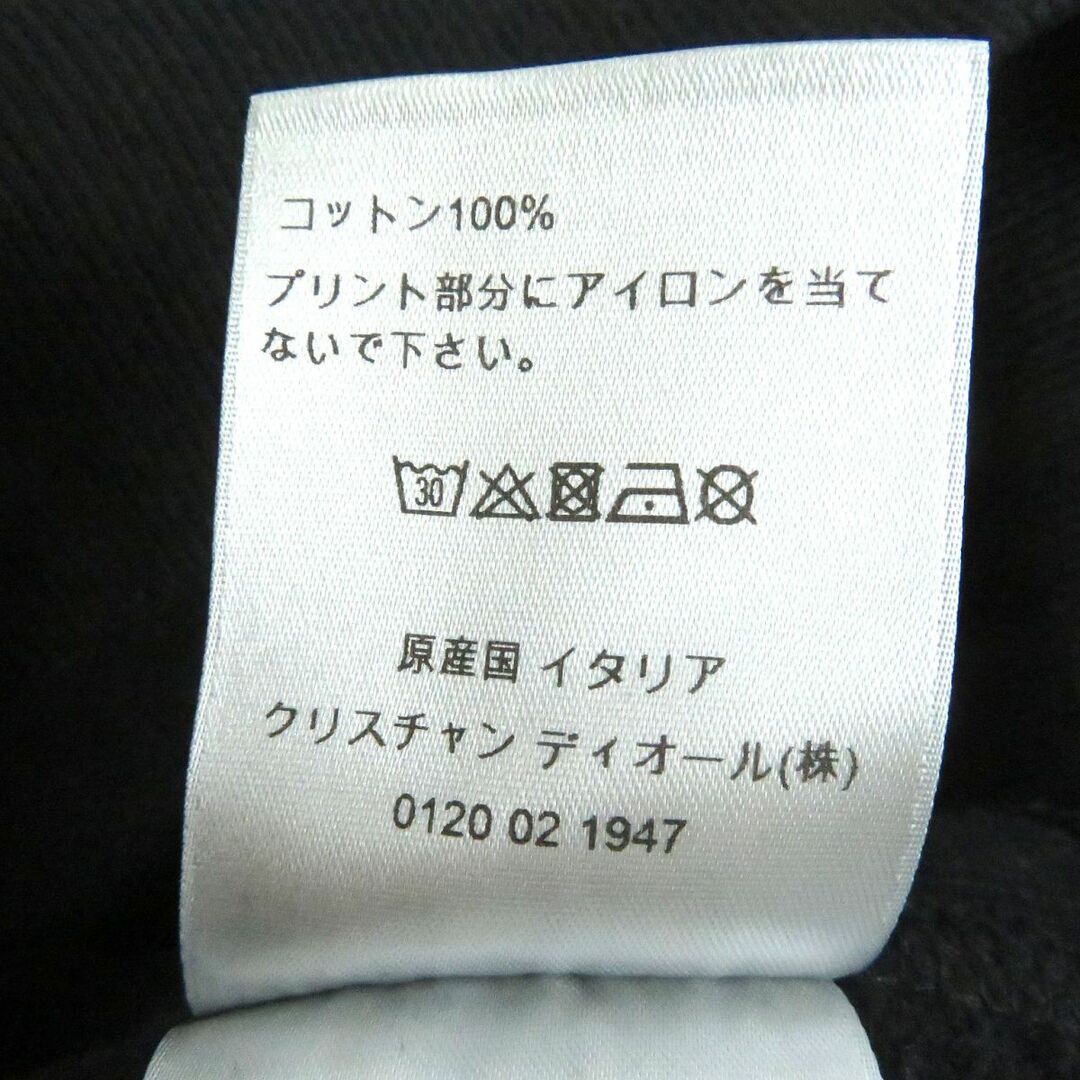 コットン100%
プリント部分にアイロンを当て
ないで下さい。
30
原産国 イタリア
クリスチャン ディオール(株)
0120 02 1947